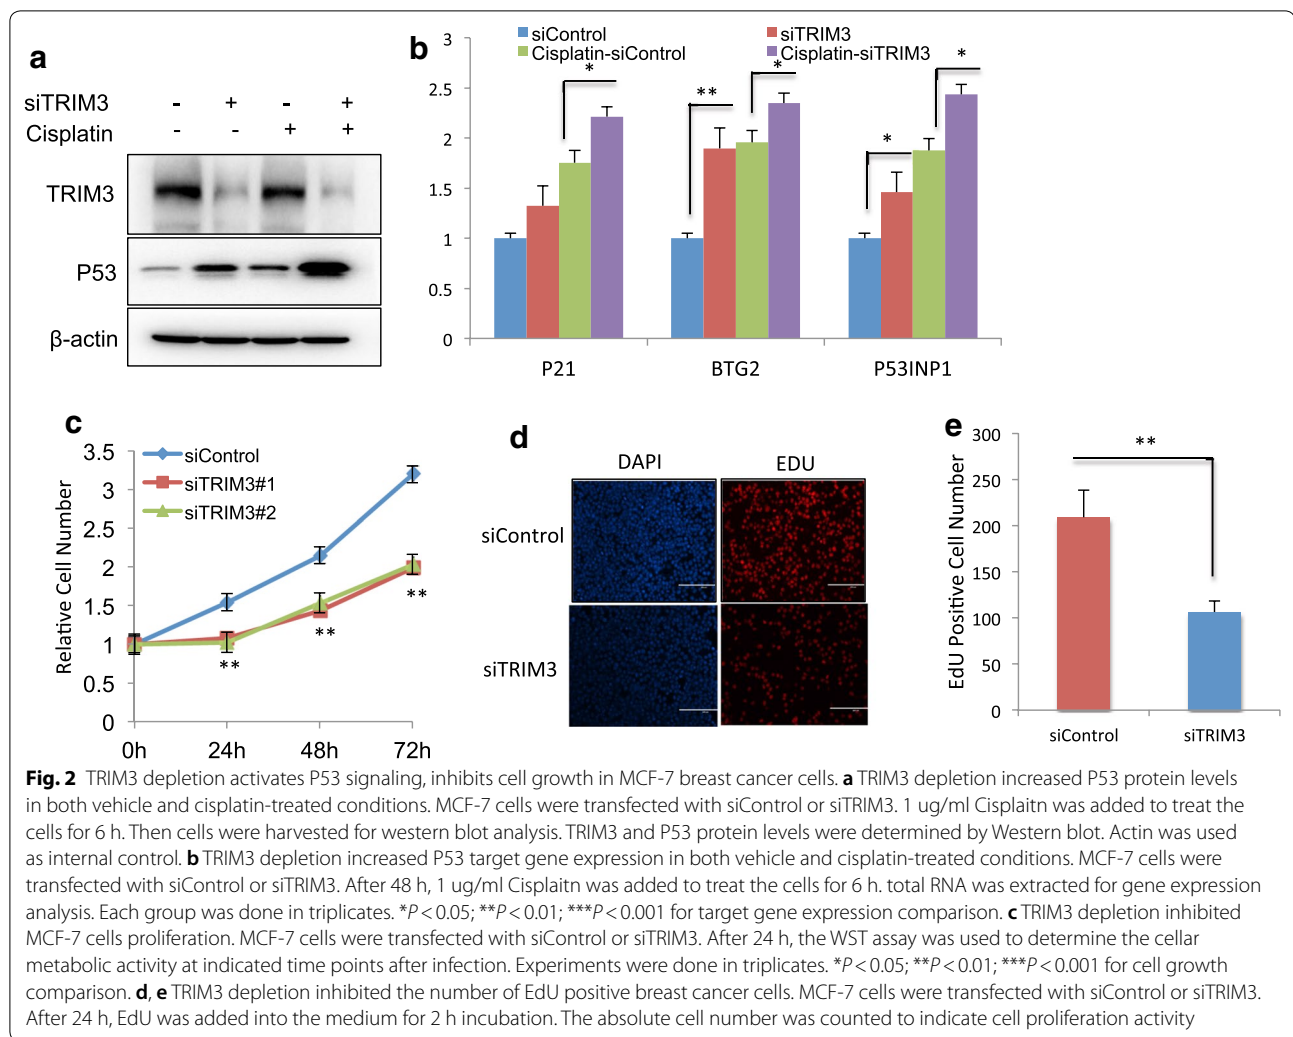 a
siTRIM3 - + - +
Cisplatin - - + +
TRIM3
P53
β-actin
b
siControl
siTRIM3
Cisplatin-siControl
Cisplatin-siTRIM3
3
2.5
2
1.5
1
0.5
0
*
**
*
*
*
P21
BTG2
P53INP1
c
Relative Cell Number
3.5
3
2.5
2
1.5
1
0.5
0
siControl
siTRIM3#1
siTRIM3#2
**
**
**
0h 24h 48h 72h
d
DAPI EDU
siControl
siTRIM3
e
EdU Positive Cell Number
300
250
200
150
100
50
0
**
siControl siTRIM3
Fig. 2 TRIM3 depletion activates P53 signaling, inhibits cell growth in MCF-7 breast cancer cells. a TRIM3 depletion increased P53 protein levels
in both vehicle and cisplatin-treated conditions. MCF-7 cells were transfected with siControl or siTRIM3. 1 ug/ml Cisplaitn was added to treat the
cells for 6 h. Then cells were harvested for western blot analysis. TRIM3 and P53 protein levels were determined by Western blot. Actin was used
as internal control. b TRIM3 depletion increased P53 target gene expression in both vehicle and cisplatin-treated conditions. MCF-7 cells were
transfected with siControl or siTRIM3. After 48 h, 1 ug/ml Cisplaitn was added to treat the cells for 6 h. total RNA was extracted for gene expression
analysis. Each group was done in triplicates. *P < 0.05; **P < 0.01; ***P < 0.001 for target gene expression comparison. c TRIM3 depletion inhibited
MCF-7 cells proliferation. MCF-7 cells were transfected with siControl or siTRIM3. After 24 h, the WST assay was used to determine the cellar
metabolic activity at indicated time points after infection. Experiments were done in triplicates. *P < 0.05; **P < 0.01; ***P < 0.001 for cell growth
comparison. d, e TRIM3 depletion inhibited the number of EdU positive breast cancer cells. MCF-7 cells were transfected with siControl or siTRIM3.
After 24 h, EdU was added into the medium for 2 h incubation. The absolute cell number was counted to indicate cell proliferation activity